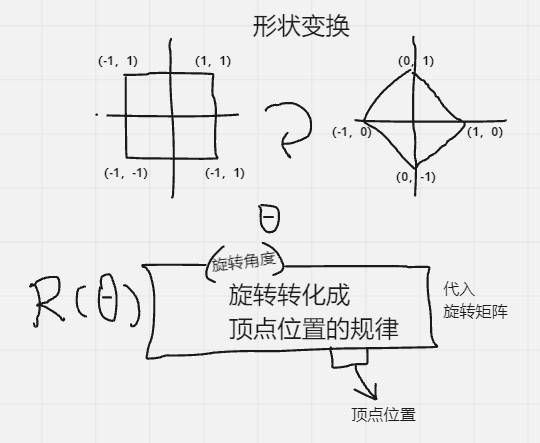 形状变换
(-1, 1)
(1, 1)
(0, 1)
(-1, 0)
(1, 0)
(-1, -1)
(-1, 1)
(0, -1)
θ
(旋转角度)
R(θ)
旋转转化成
顶点位置的规律
代入
旋转矩阵
顶点位置